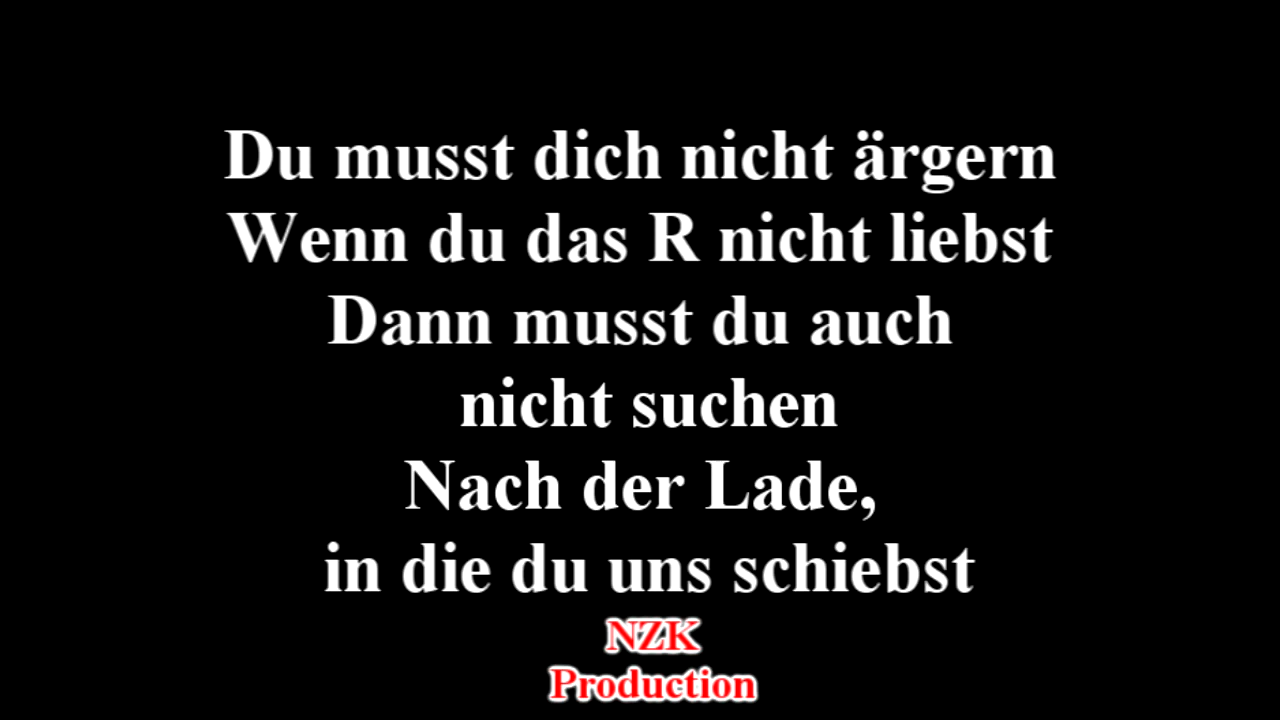 Du musst dich nicht ärgern
Wenn du das R nicht liebst
Dann musst du auch
nicht suchen
Nach der Lade,
in die du uns schiebst
NZK
Production